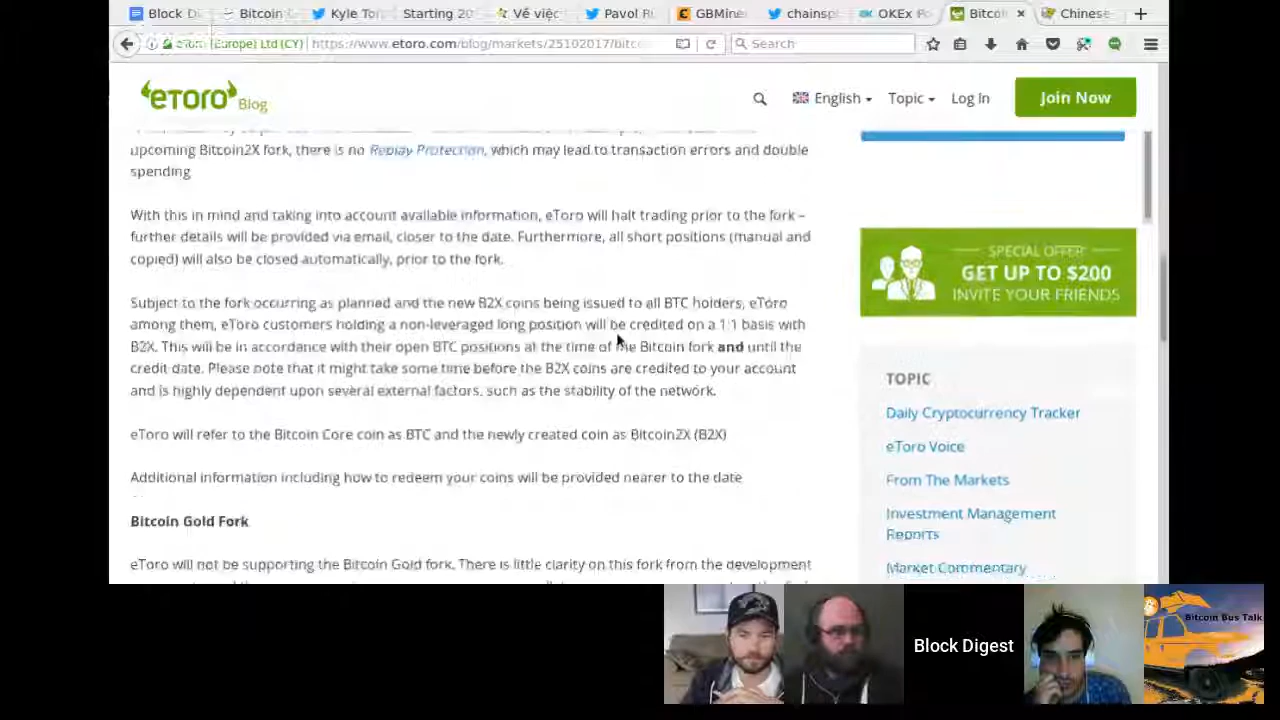 Block Di
Bitcoin
Kyle Tor
Starting 20
Về việc
Pavol Ru
GBMine
chainsp
OKEx Po
Bitcoi
Chinese
(Europe) Ltd (CY)
https://www.etoro.com/blog/markets/25102017/bitco
Search
eToro Blog
English
Topic
Log In
Join Now
upcoming Bitcoin2X fork, there is no Replay Protection, which may lead to transaction errors and double
spending
With this in mind and taking into account available information, eToro will halt trading prior to the fork –
further details will be provided via email, closer to the date. Furthermore, all short positions (manual and
copied) will also be closed automatically, prior to the fork.
Subject to the fork occurring as planned and the new B2X coins being issued to all BTC holders, eToro
among them, eToro customers holding a non-leveraged long position will be credited on a 1:1 basis with
B2X. This will be in accordance with their open BTC positions at the time of the Bitcoin fork and until the
credit date. Please note that it might take some time before the B2X coins are credited to your account
and is highly dependent upon several external factors, such as the stability of the network.
eToro will refer to the Bitcoin Core coin as BTC and the newly created coin as Bitcoin2X (B2X)
Additional information including how to redeem your coins will be provided nearer to the date
Bitcoin Gold Fork
eToro will not be supporting the Bitcoin Gold fork. There is little clarity on this fork from the development
SPECIAL OFFER
GET UP TO $200
INVITE YOUR FRIENDS
TOPIC
Daily Cryptocurrency Tracker
eToro Voice
From The Markets
Investment Management
Reports
Market Commentary
Block Digest
Bitcoin Bus Talk